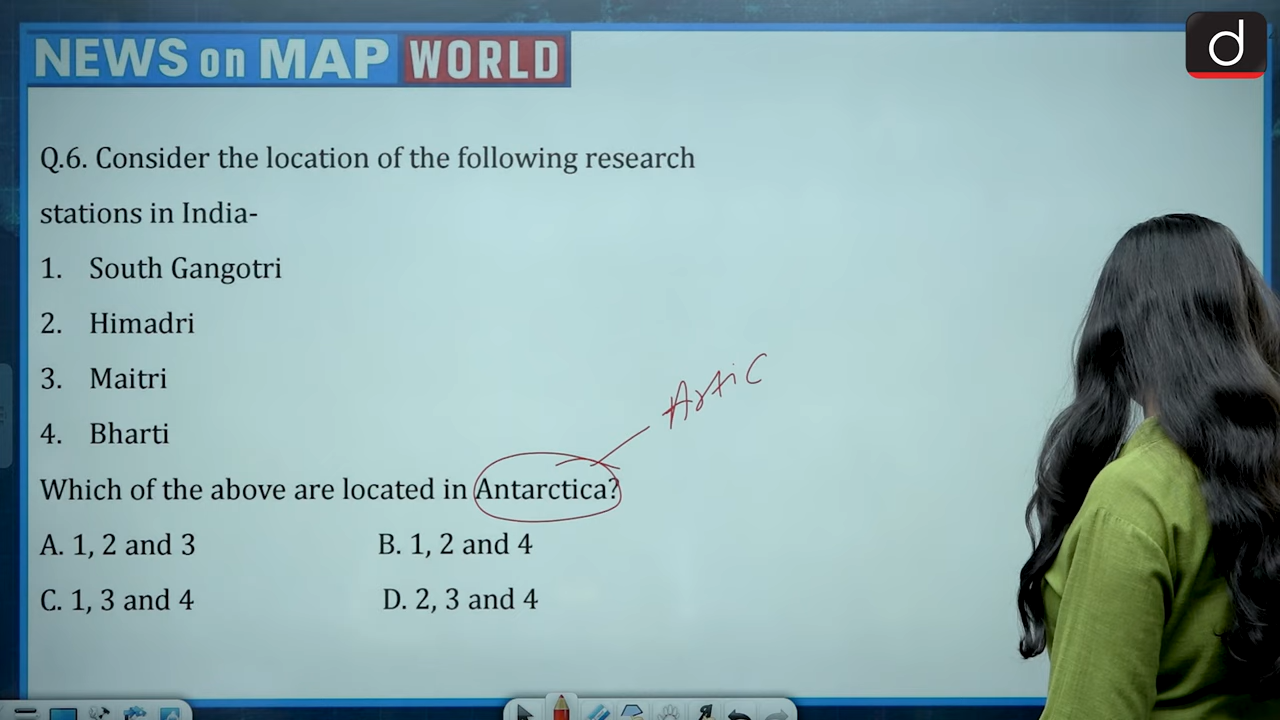 NEWS on MAP WORLD
d
Q.6. Consider the location of the following research
stations in India-
1. South Gangotri
2. Himadri
3. Maitri
4. Bharti
Artic
Which of the above are located in Antarctica?
A. 1, 2 and 3 B. 1, 2 and 4
C. 1, 3 and 4 D. 2, 3 and 4